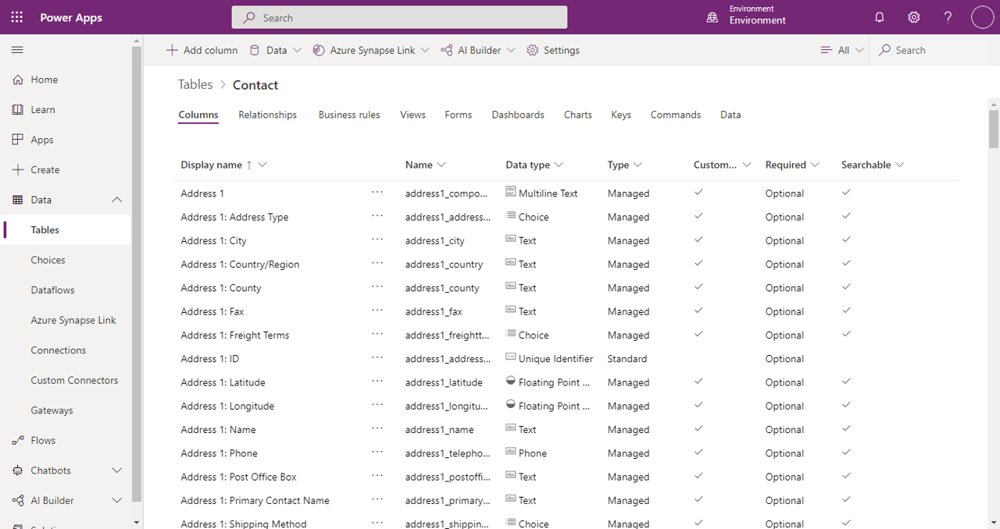 Power Apps
Search
Environment
Environment
Add column
Data
Azure Synapse Link
AI Builder
Settings
All
Search
Home
Learn
Apps
Create
Data
Tables
Choices
Dataflows
Azure Synapse Link
Connections
Custom Connectors
Gateways
Flows
Chatbots
AI Builder
Tables > Contact
Columns Relationships Business rules Views Forms Dashboards Charts Keys Commands Data
Display name ↑ Name Data type Type Custom... Required Searchable
Address 1 ... address1_compo... Multiline Text Managed ✓ Optional ✓
Address 1: Address Type ... address1_address... Choice Managed ✓ Optional ✓
Address 1: City ... address1_city Text Managed ✓ Optional ✓
Address 1: Country/Region ... address1_country Text Managed ✓ Optional ✓
Address 1: County ... address1_county Text Managed ✓ Optional ✓
Address 1: Fax ... address1_fax Text Managed ✓ Optional ✓
Address 1: Freight Terms ... address1_freightt... Choice Managed ✓ Optional ✓
Address 1: ID ... address1_address... Unique Identifier Standard Optional
Address 1: Latitude ... address1_latitude Floating Point ... Managed ✓ Optional ✓
Address 1: Longitude ... address1_longitu... Floating Point ... Managed ✓ Optional ✓
Address 1: Name ... address1_name Text Managed ✓ Optional ✓
Address 1: Phone ... address1_telepho... Phone Managed ✓ Optional ✓
Address 1: Post Office Box ... address1_postoffi... Text Managed ✓ Optional ✓
Address 1: Primary Contact Name ... address1_primary... Text Managed ✓ Optional ✓
Address 1: Shipping Method ... address1_shippin... Choice Managed ✓ Optional ✓